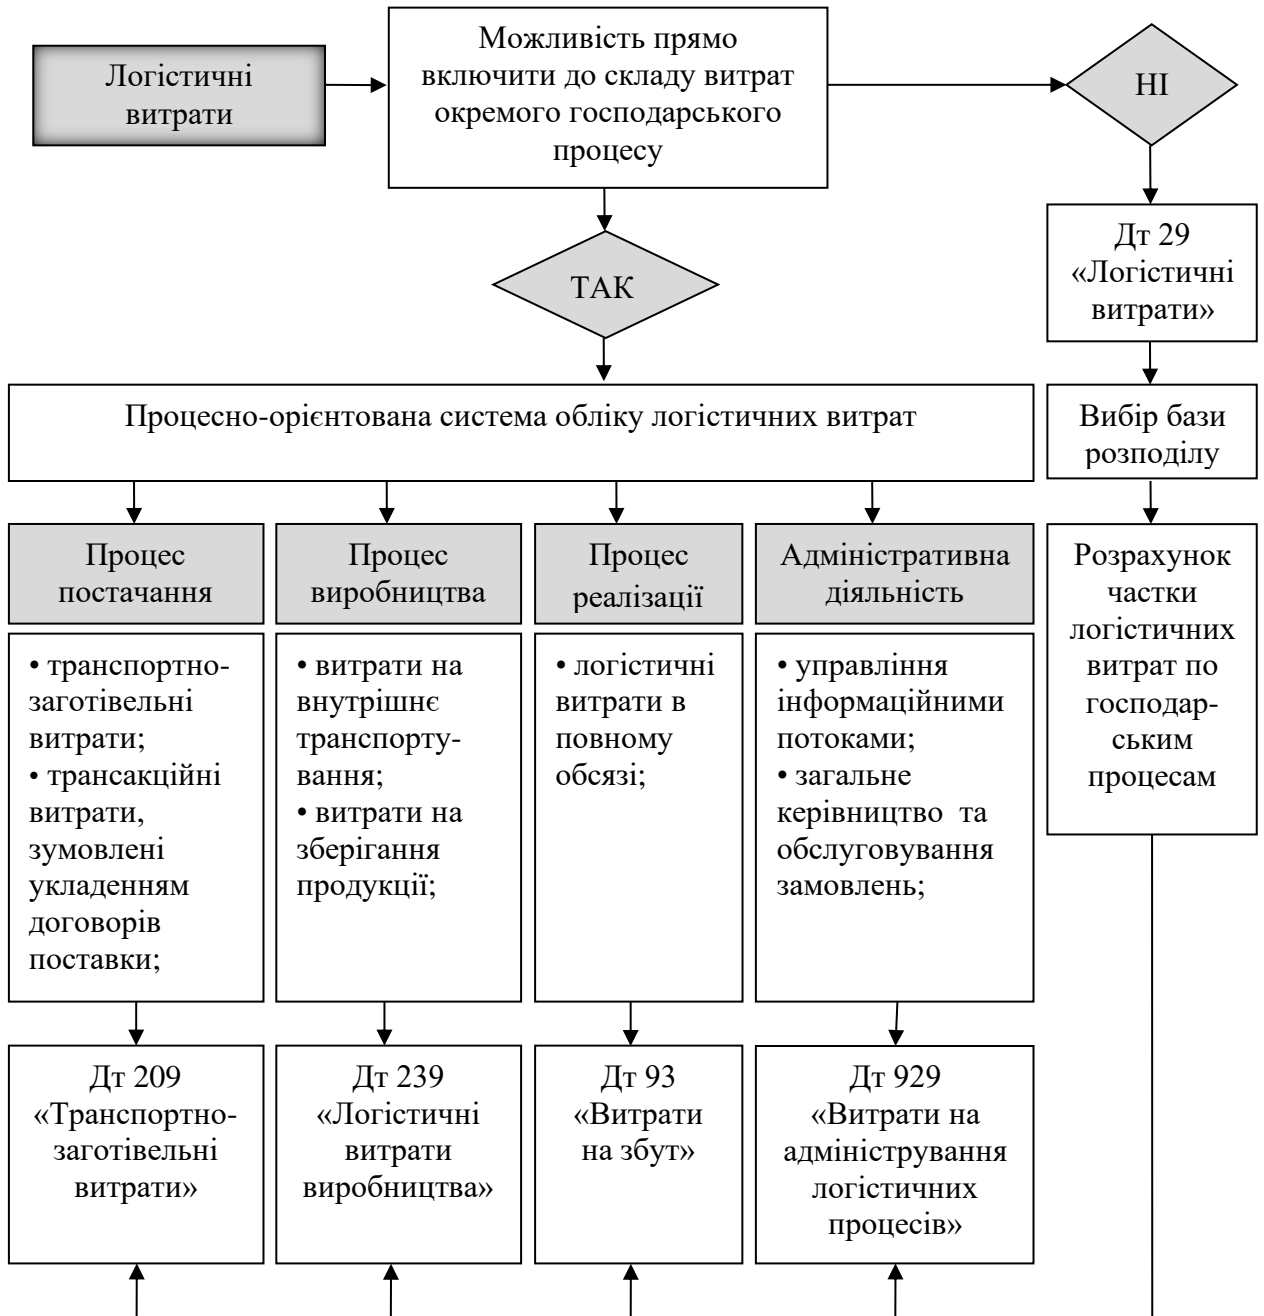 Логістичні
витрати
Можливість прямо
включити до складу витрат
окремого господарського
процесу
НІ
ТАК
Дт 29
«Логістичні
витрати»
Процесно-орієнтована система обліку логістичних витрат
Вибір бази
розподілу
Процес
постачання
Процес
виробництва
Процес
реалізації
Адміністративна
діяльність
Розрахунок
частки
логістичних
витрат по
господар-
ським
процесам
• транспортно-
заготівельні
витрати;
• трансакційні
витрати,
зумовлені
укладенням
договорів
поставки;
• витрати на
внутрішнє
транспорту-
вання;
• витрати на
зберігання
продукції;
• логістичні
витрати в
повному
обсязі;
• управління
інформаційними
потоками;
• загальне
керівництво та
обслуговування
замовлень;
Дт 209
«Транспортно-
заготівельні
витрати»
Дт 239
«Логістичні
витрати
виробництва»
Дт 93
«Витрати
на збут»
Дт 929
«Витрати на
адміністрування
логістичних
процесів»